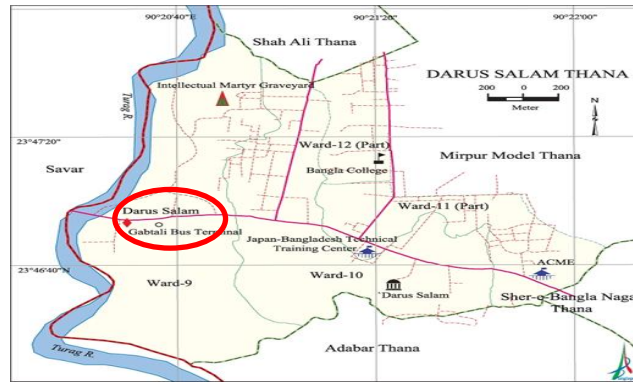 90°20'40"E
90°21'20"
90°22'00"
Shah Ali Thana
DARUS SALAM THANA
200 0 200
Meter
N
Intellectual Martyr Graveyard
Turag R.
23°47'20"
Ward-12 (Part)
Bangla College
Mirpur Model Thana
Savar
Darus Salam
Gabtali Bus Terminal
Ward-11 (Part)
Japan-Bangladesh Technical
Training Center
23°46'40"N
Ward-9
Ward-10
ACME
Darus Salam
Sher-e-Bangla Nagar
Thana
Turag R.
Adabar Thana